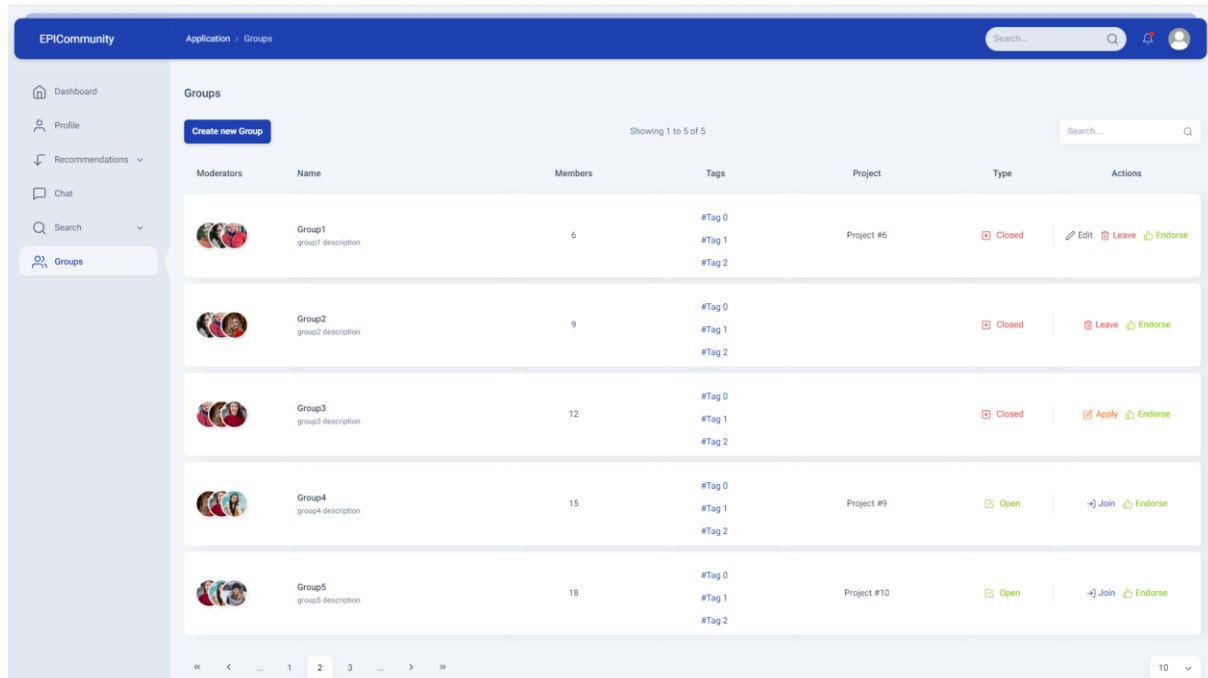 EPICommunity
Application > Groups
Search...
Dashboard
Profile
Recommendations
Chat
Search
Groups
Groups
Create new Group
Showing 1 to 5 of 5
Search...
Moderators Name Members Tags Project Type Actions
#Tag 0
Group1
group1 description
6
#Tag 1
Project #6
Closed
Edit Leave Endorse
#Tag 2
#Tag 0
Group2
group2 description
9
#Tag 1
Closed
Leave Endorse
#Tag 2
#Tag 0
Group3
group3 description
12
#Tag 1
Closed
Apply Endorse
#Tag 2
#Tag 0
Group4
group4 description
15
#Tag 1
Project #9
Open
Join Endorse
#Tag 2
#Tag 0
Group5
group5 description
18
#Tag 1
Project #10
Open
Join Endorse
#Tag 2
« < ... 1 2 3 ... > »
10